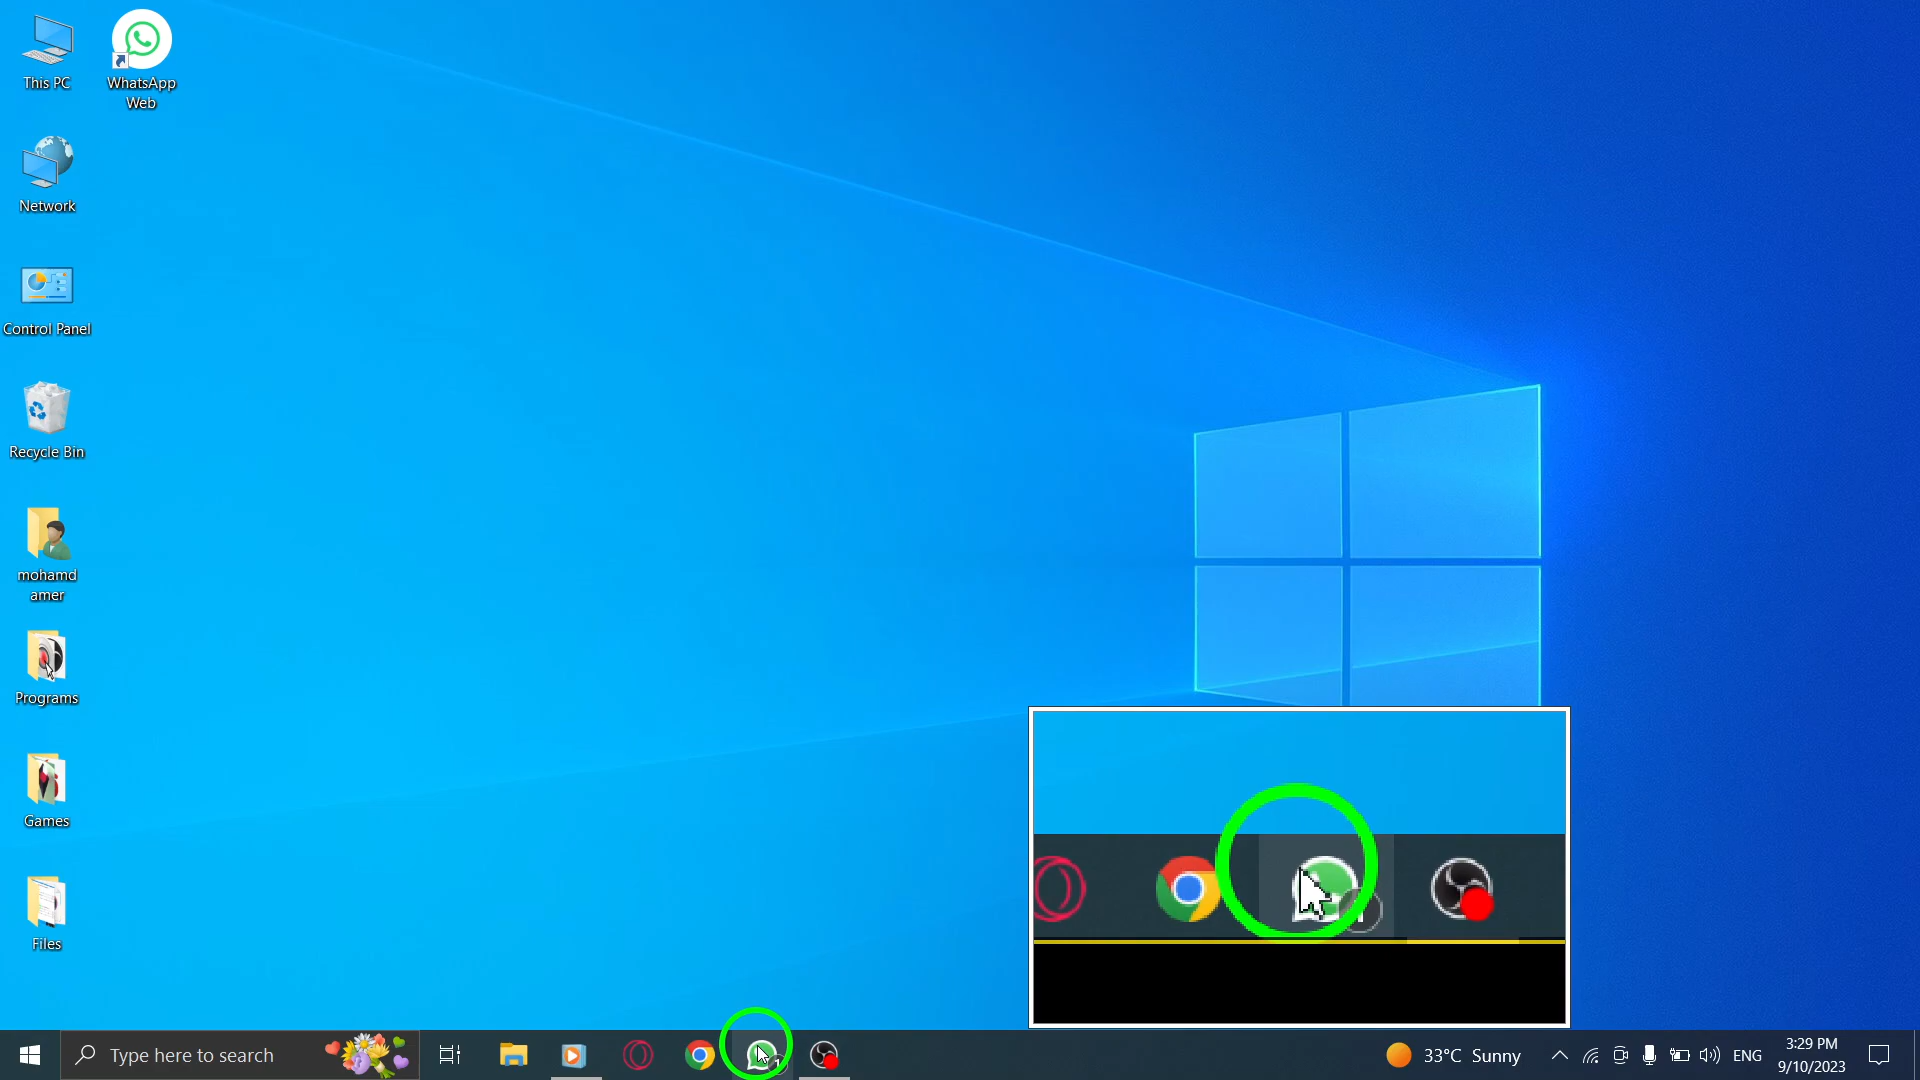 This PC
WhatsApp
Web
Network
Control Panel
Recycle Bin
mohamd
amer
Programs
Games
Files
Type here to search
33°C Sunny
ENG
3:29 PM
9/10/2023